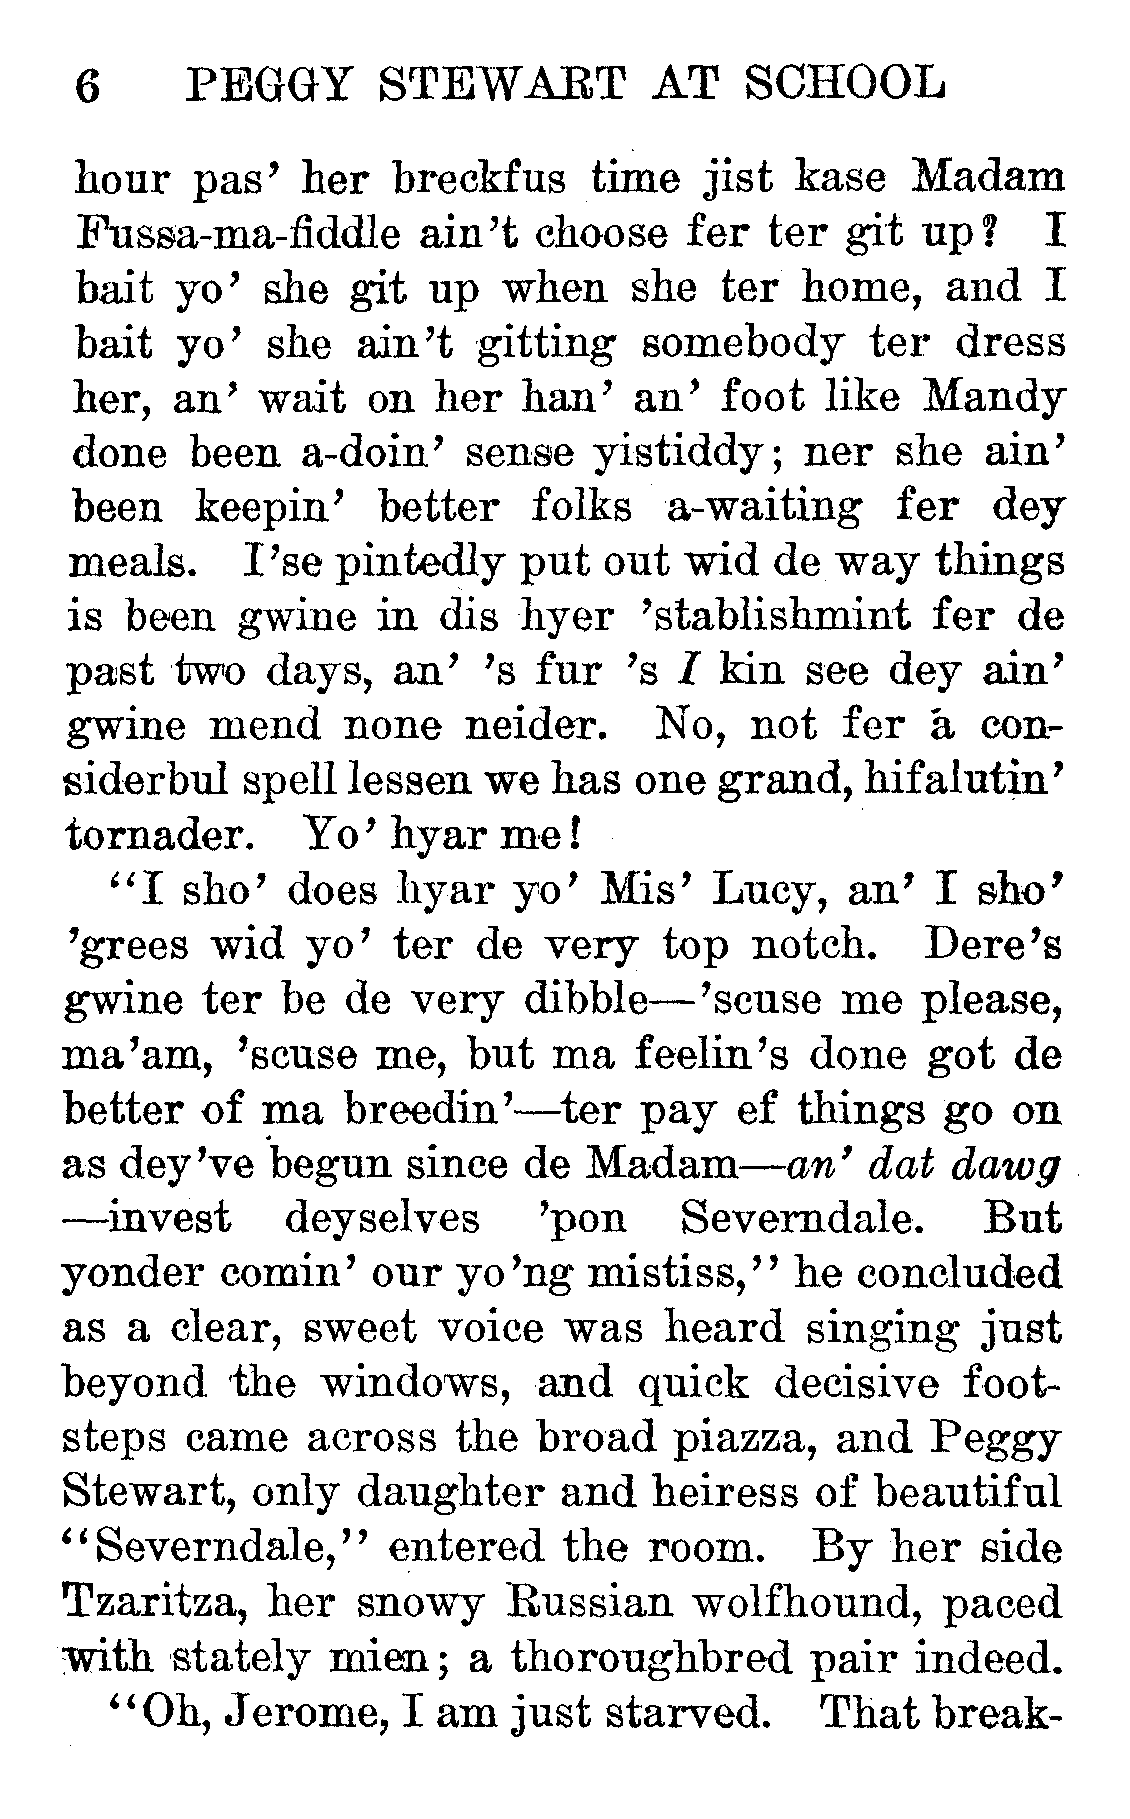 6 PEGGY STEWART AT SCHOOL
hour pas' her breckfus time jist kase Madam
Fussa-ma-fiddle ain't choose fer ter git up? I
bait yo' she git up when she ter home, and I
bait yo' she ain't gitting somebody ter dress
her, an' wait on her han' an' foot like Mandy
done been a-doin' sense yistiddy; ner she ain'
been keepin' better folks a-waiting fer dey
meals. I'se pintedly put out wid de way things
is been gwine in dis hyer 'stablishmint fer de
past two days, an' 's fur 's I kin see dey ain'
gwine mend none neider. No, not fer a con-
siderbul spell lessen we has one grand, hifalutin'
tornader. Yo' hyar me!
"I sho' does hyar yo' Mis' Lucy, an' I sho'
'grees wid yo' ter de very top notch. Dere's
gwine ter be de very dibble—'scuse me please,
ma'am, 'scuse me, but ma feelin's done got de
better of ma breedin'—ter pay ef things go on
as dey've begun since de Madam—an' dat dawg
—invest deyselves 'pon Severndale. But
yonder comin' our yo'ng mistiss," he concluded
as a clear, sweet voice was heard singing just
beyond the windows, and quick decisive foot-
steps came across the broad piazza, and Peggy
Stewart, only daughter and heiress of beautiful
"Severndale," entered the room. By her side
Tzaritza, her snowy Russian wolfhound, paced
with stately mien; a thoroughbred pair indeed.
"Oh, Jerome, I am just starved. That break-